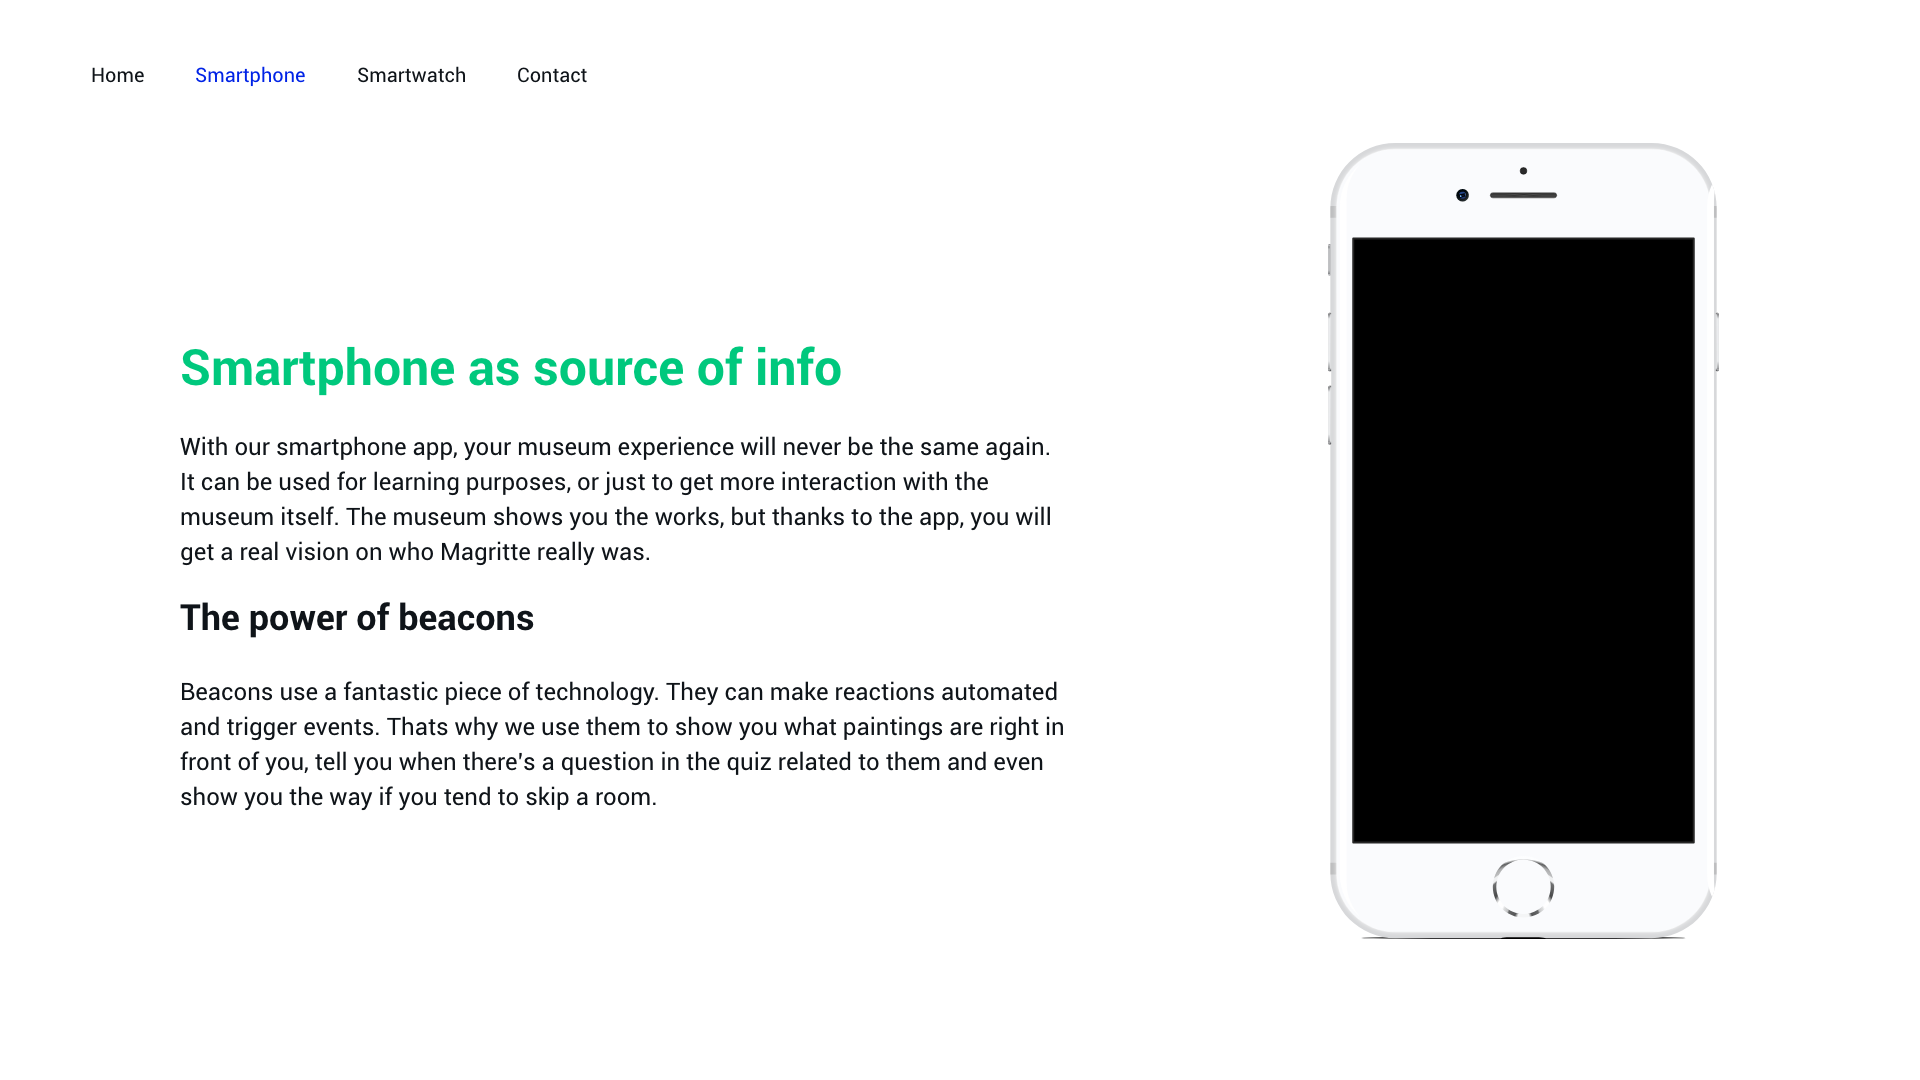 Home
Smartphone
Smartwatch
Contact
Smartphone as source of info
With our smartphone app, your museum experience will never be the same again.
It can be used for learning purposes, or just to get more interaction with the
museum itself. The museum shows you the works, but thanks to the app, you will
get a real vision on who Magritte really was.
The power of beacons
Beacons use a fantastic piece of technology. They can make reactions automated
and trigger events. Thats why we use them to show you what paintings are right in
front of you, tell you when there's a question in the quiz related to them and even
show you the way if you tend to skip a room.